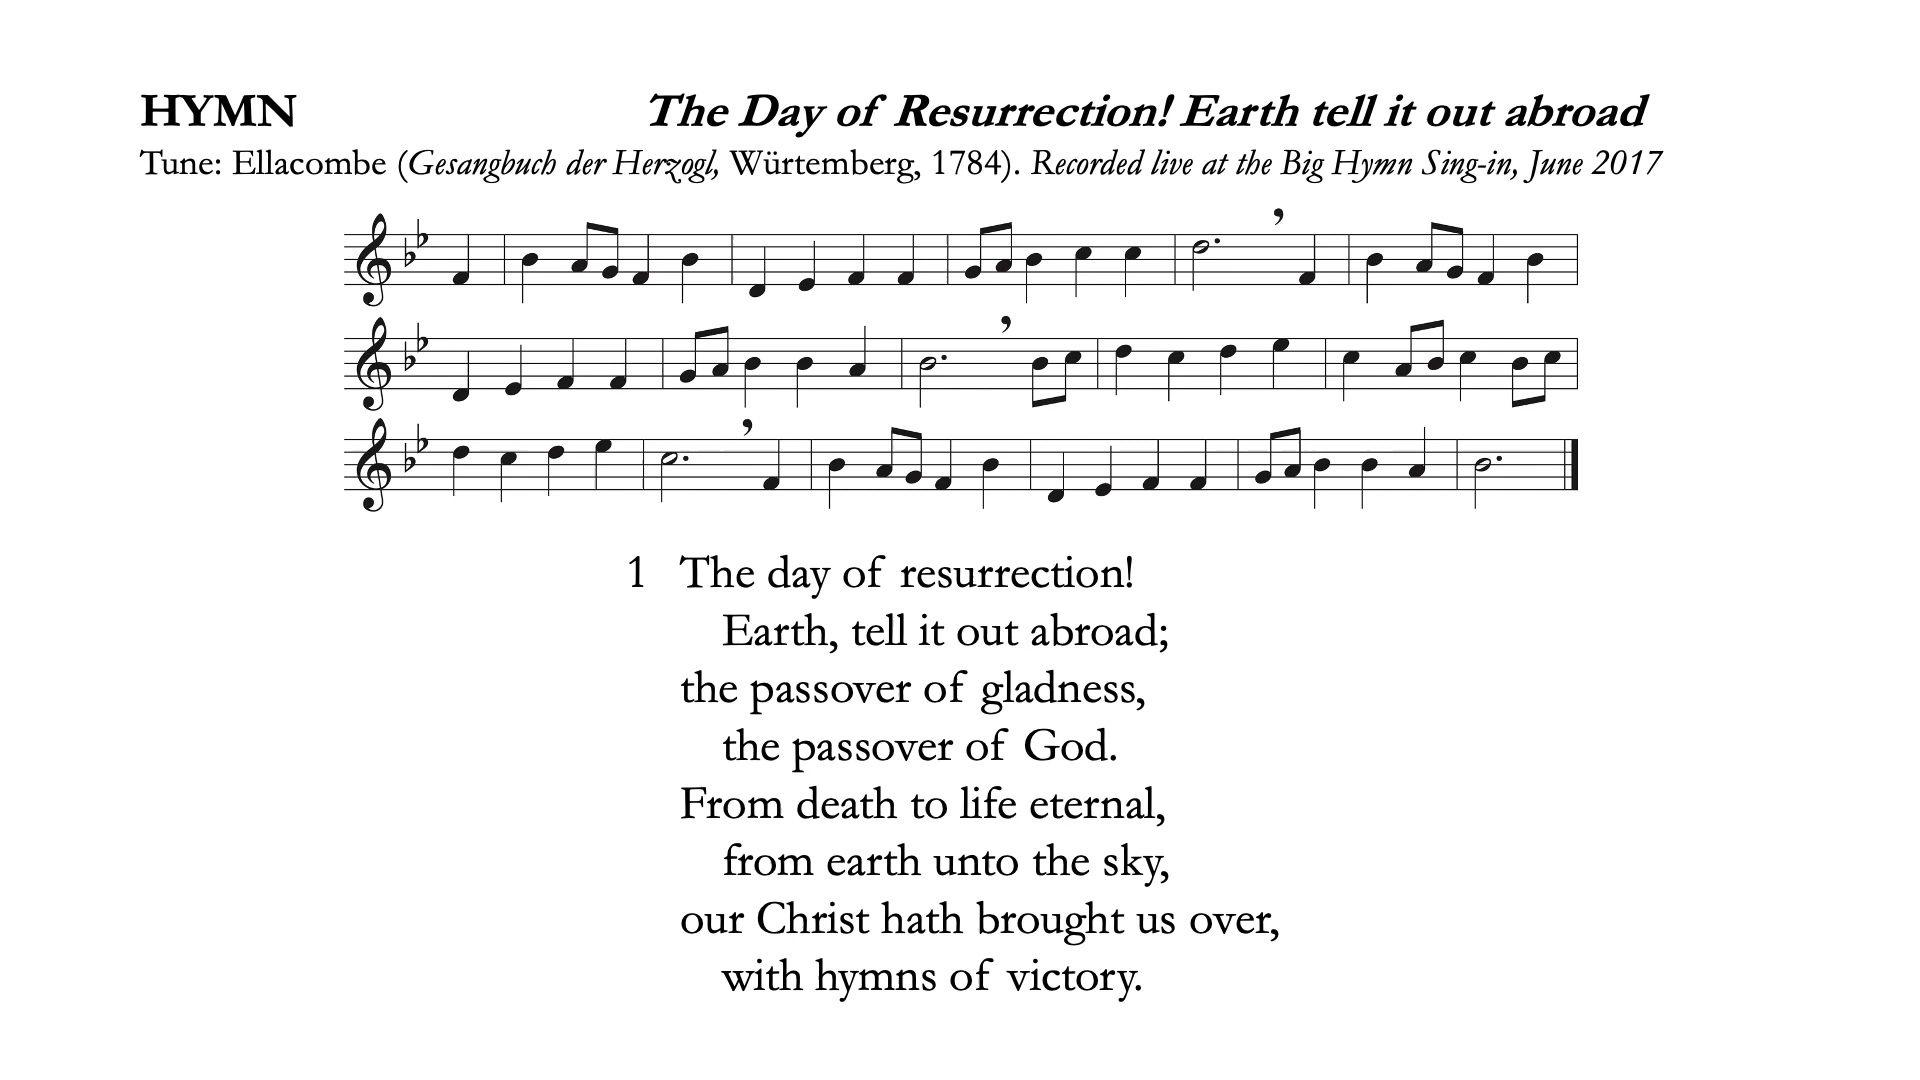 HYMN The Day of Resurrection! Earth tell it out abroad
Tune: Ellacombe (Gesangbuch der Herzogl, Würtemberg, 1784). Recorded live at the Big Hymn Sing-in, June 2017
1 The day of resurrection!
Earth, tell it out abroad;
the passover of gladness,
the passover of God.
From death to life eternal,
from earth unto the sky,
our Christ hath brought us over,
with hymns of victory.